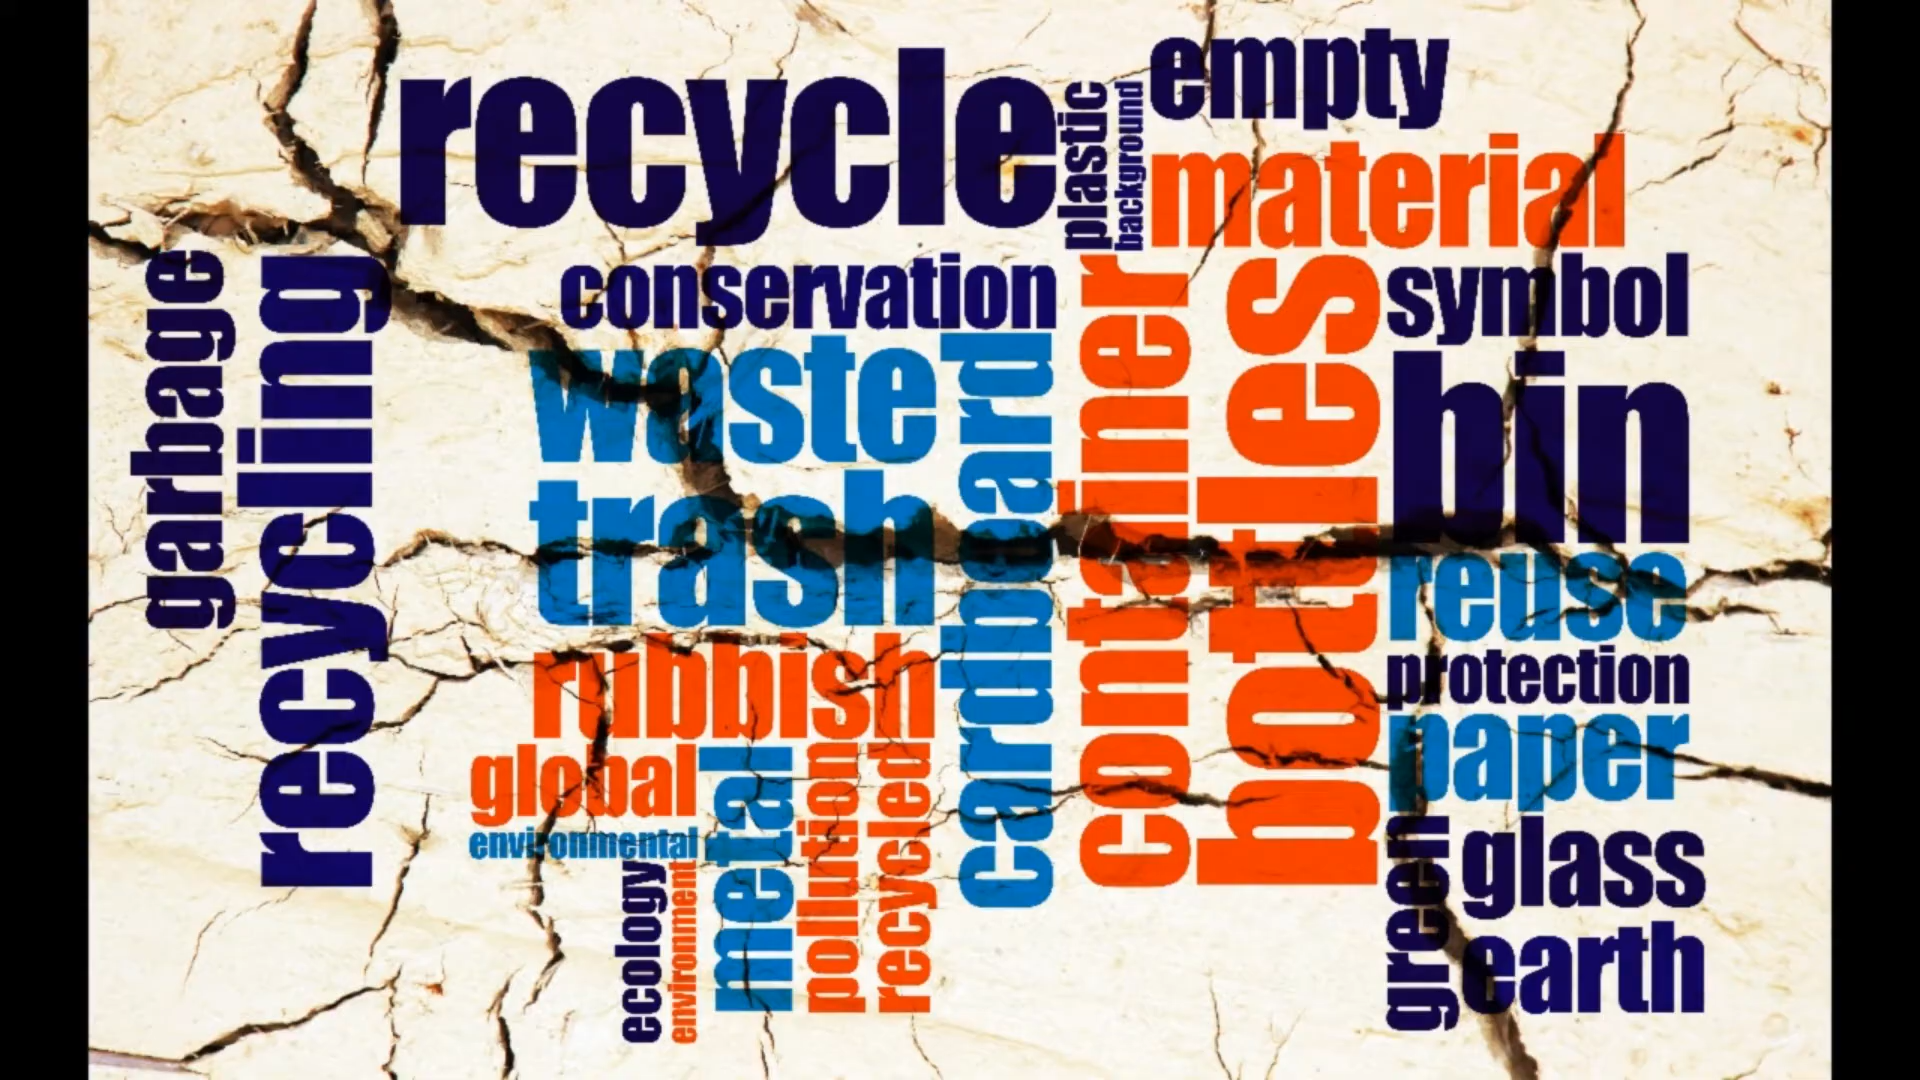 recycle
plastic
background
empty
material
garbage
recycling
conservation
waste
trash
cardboard
container
bottles
symbol
bin
reuse
protection
paper
rubbish
global
environmental
ecology
environment
metal
pollution
recycled
green
glass
earth